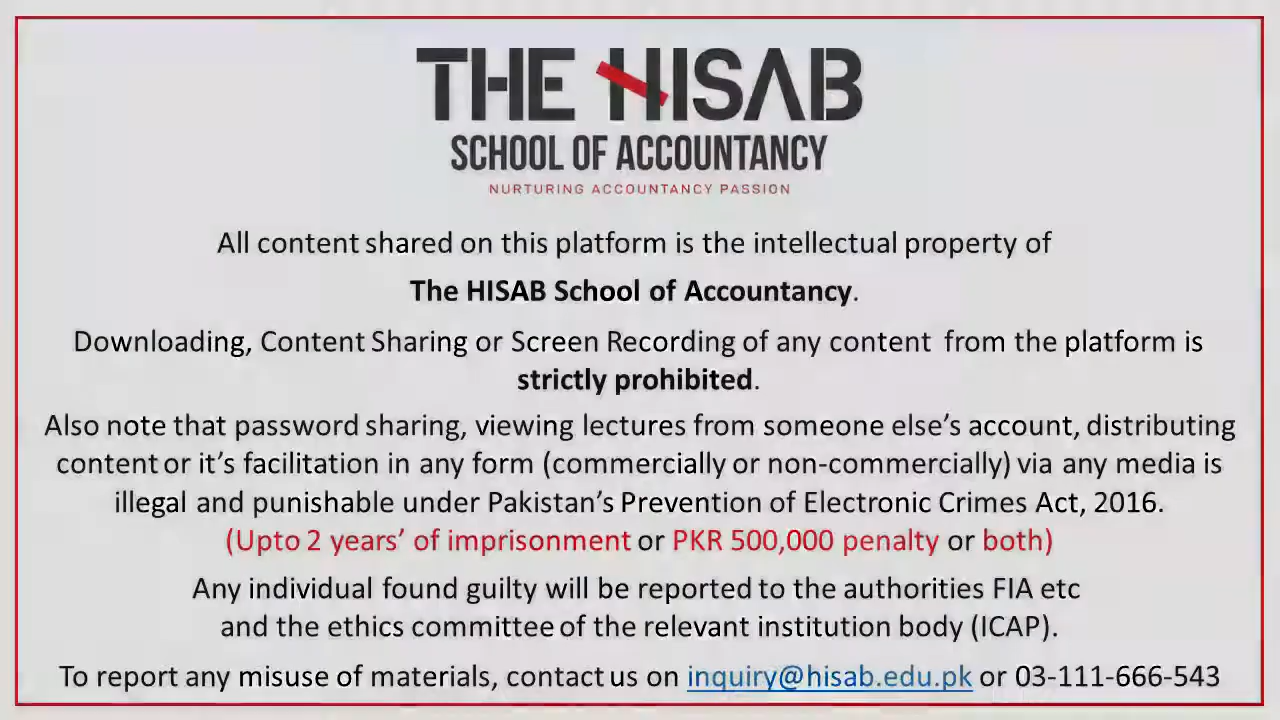 THE HISAB
SCHOOL OF ACCOUNTANCY
NURTURING ACCOUNTANCY PASSION
All content shared on this platform is the intellectual property of
The HISAB School of Accountancy.
Downloading, Content Sharing or Screen Recording of any content from the platform is
strictly prohibited.
Also note that password sharing, viewing lectures from someone else’s account, distributing
content or it’s facilitation in any form (commercially or non-commercially) via any media is
illegal and punishable under Pakistan’s Prevention of Electronic Crimes Act, 2016.
(Upto 2 years’ of imprisonment or PKR 500,000 penalty or both)
Any individual found guilty will be reported to the authorities FIA etc
and the ethics committee of the relevant institution body (ICAP).
To report any misuse of materials, contact us on inquiry@hisab.edu.pk or 03-111-666-543